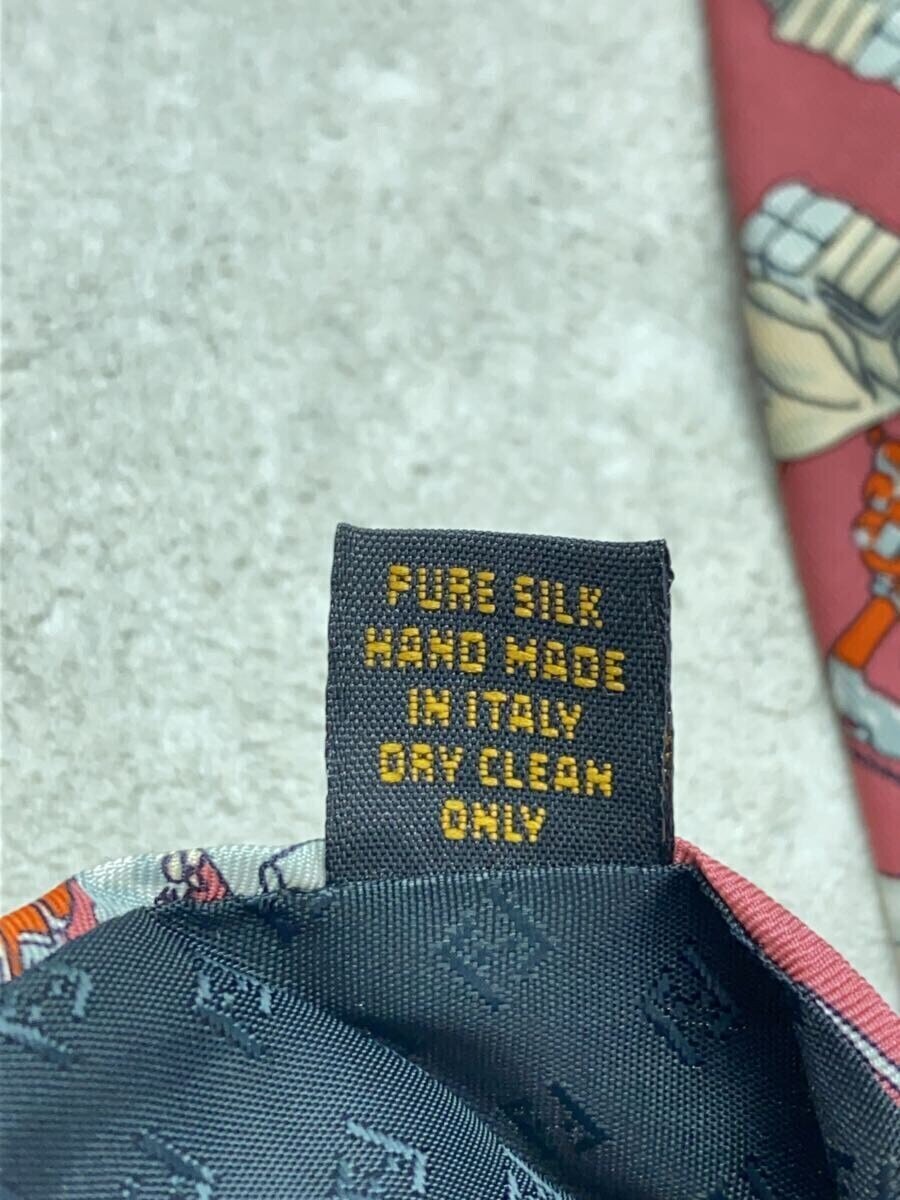 PURE SILK
HAND MADE
IN ITALY
DRY CLEAN
ONLY